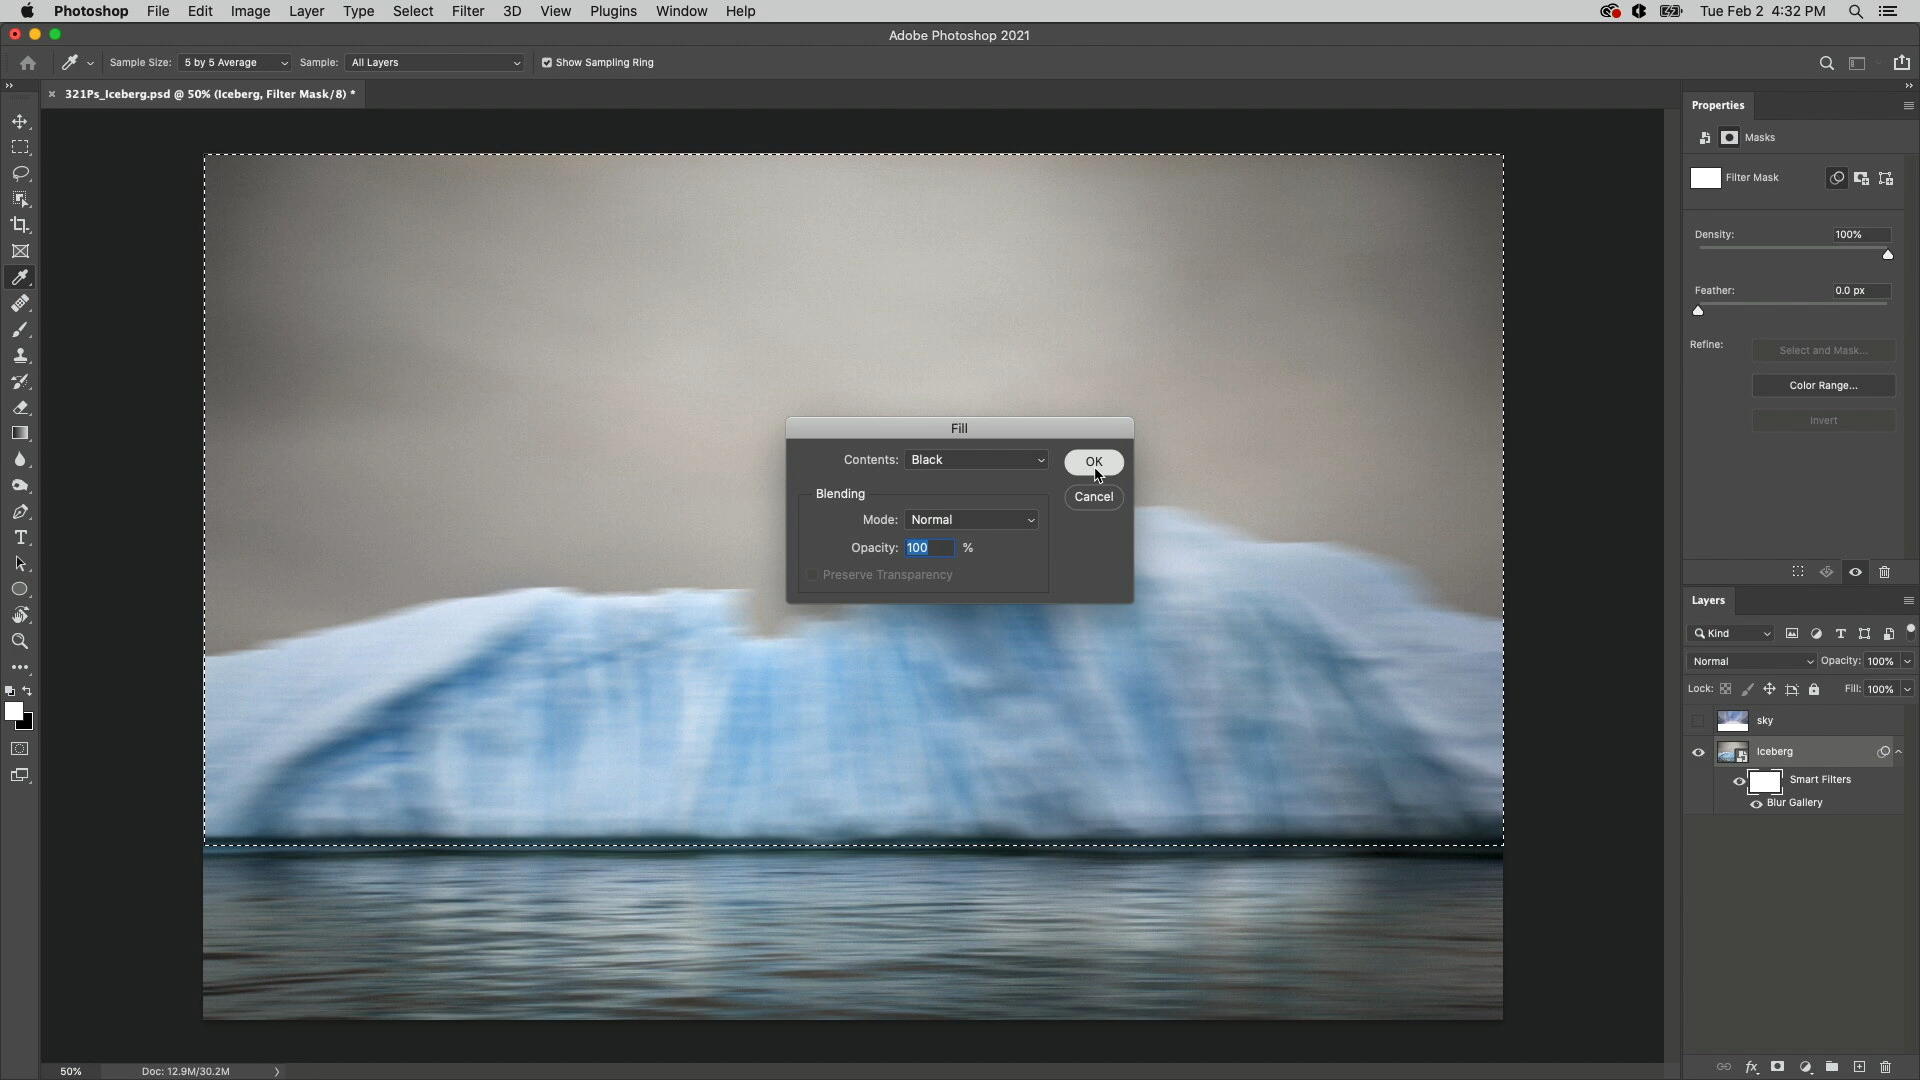 Photoshop File Edit Image Layer Type Select Filter 3D View Plugins Window Help
Tue Feb 2 4:32 PM
Adobe Photoshop 2021
Sample Size: 5 by 5 Average Sample: All Layers Show Sampling Ring
321Ps_Iceberg.psd @ 50% (Iceberg, Filter Mask/8) *
Properties
Masks
Filter Mask
Density: 100%
Feather: 0.0 px
Refine: Select and Mask...
Color Range...
Invert
Fill
Contents: Black
OK
Cancel
Blending
Mode: Normal
Opacity: 100 %
Preserve Transparency
Layers
Kind
Normal Opacity: 100%
Lock: Fill: 100%
sky
Iceberg
Smart Filters
Blur Gallery
50% Doc: 12.9M/30.2M